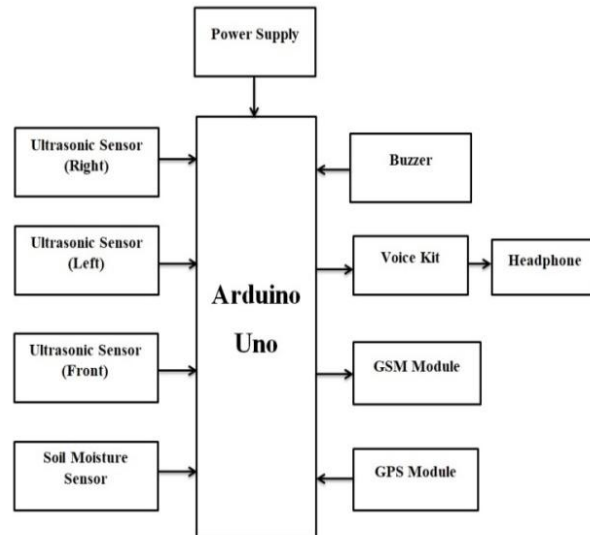 Power Supply
Ultrasonic Sensor
(Right)
Ultrasonic Sensor
(Left)
Ultrasonic Sensor
(Front)
Soil Moisture
Sensor
Arduino
Uno
Buzzer
Voice Kit
Headphone
GSM Module
GPS Module